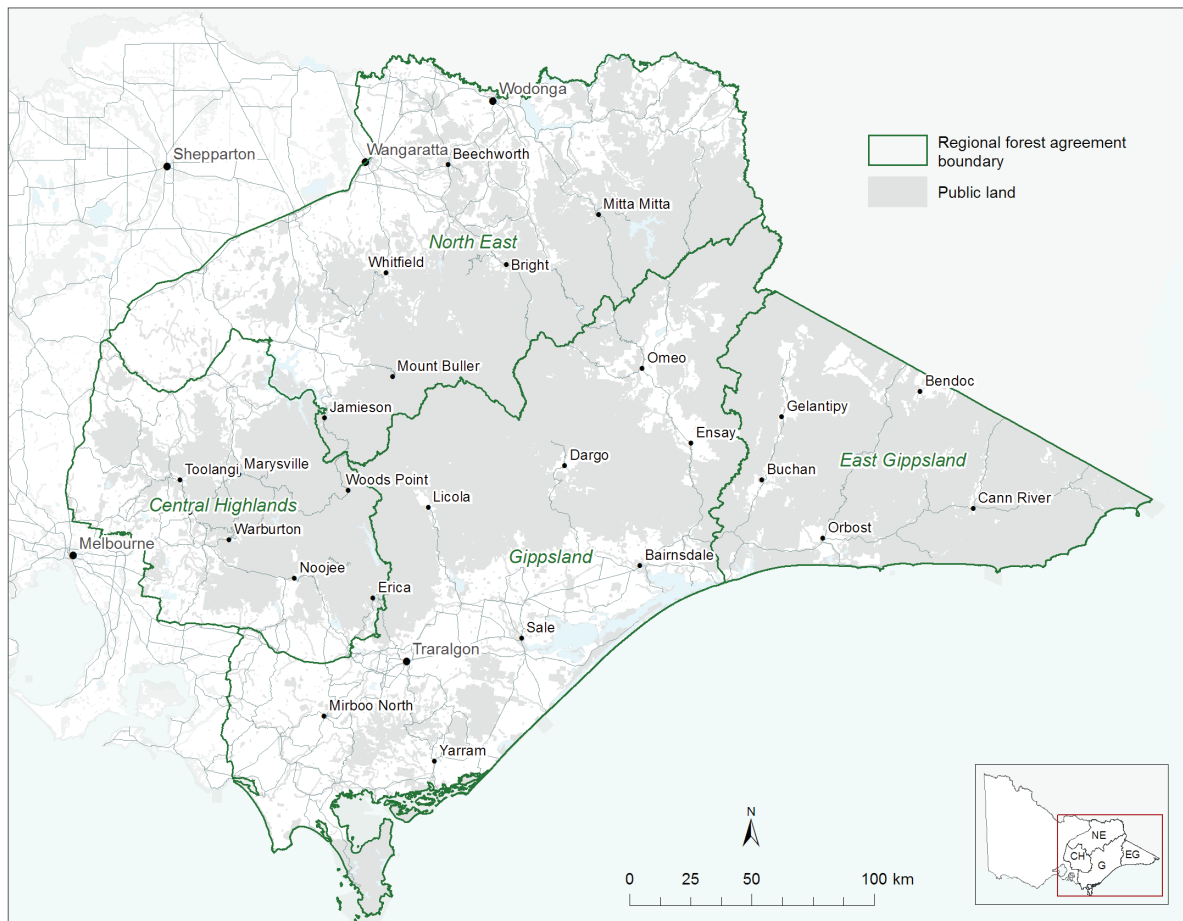 Wodonga
Shepparton
Wangaratta
Beechworth
Regional forest agreement
boundary
Public land
Mitta Mitta
North East
Whitfield
Bright
Omeo
Mount Buller
Bendoc
Jamieson
Gelantipy
Ensay
Dargo
East Gippsland
Toolangi
Marysville
Buchan
Woods Point
Licola
Cann River
Central Highlands
Warburton
Orbost
Melbourne
Gippsland
Bairnsdale
Noojee
Erica
Sale
Traralgon
Mirboo North
Yarram
N
0 25 50 100 km
NE
CH
G
EG